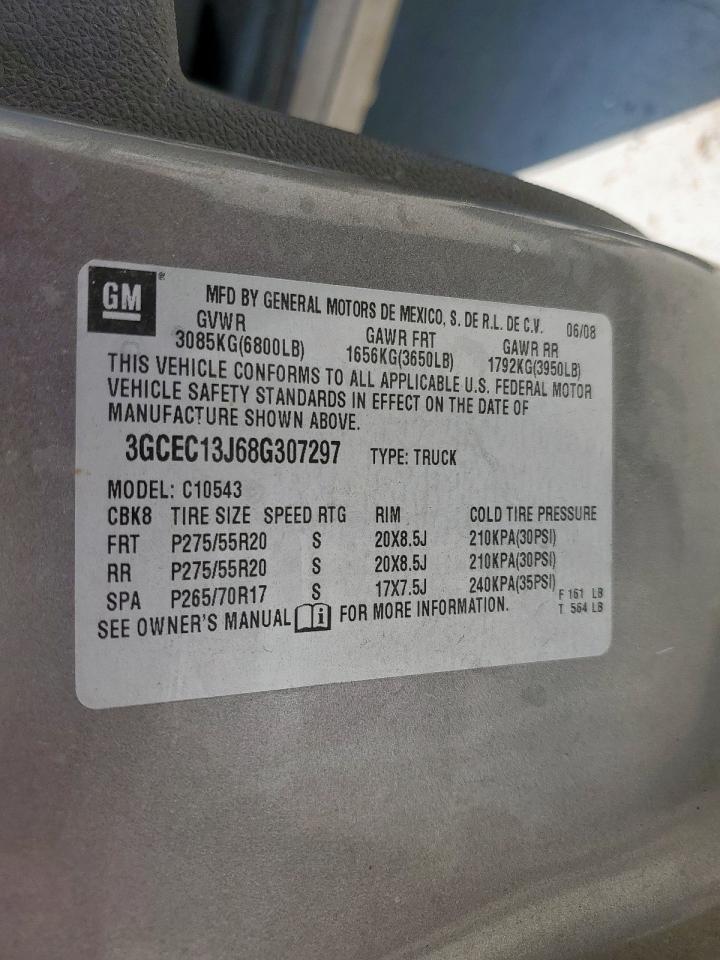 GM®
MFD BY GENERAL MOTORS DE MEXICO, S. DE R.L. DE C.V. 06/08
GVWR GAWR FRT GAWR RR
3085KG(6800LB) 1656KG(3650LB) 1792KG(3950LB)
THIS VEHICLE CONFORMS TO ALL APPLICABLE U.S. FEDERAL MOTOR
VEHICLE SAFETY STANDARDS IN EFFECT ON THE DATE OF
MANUFACTURE SHOWN ABOVE.
3GCEC13J68G307297 TYPE: TRUCK
MODEL: C10543
CBK8 TIRE SIZE SPEED RTG RIM COLD TIRE PRESSURE
FRT P275/55R20 S 20X8.5J 210KPA(30PSI)
RR P275/55R20 S 20X8.5J 210KPA(30PSI)
SPA P265/70R17 S 17X7.5J 240KPA(35PSI) F 161 LB
SEE OWNER'S MANUAL i FOR MORE INFORMATION. T 564 LB